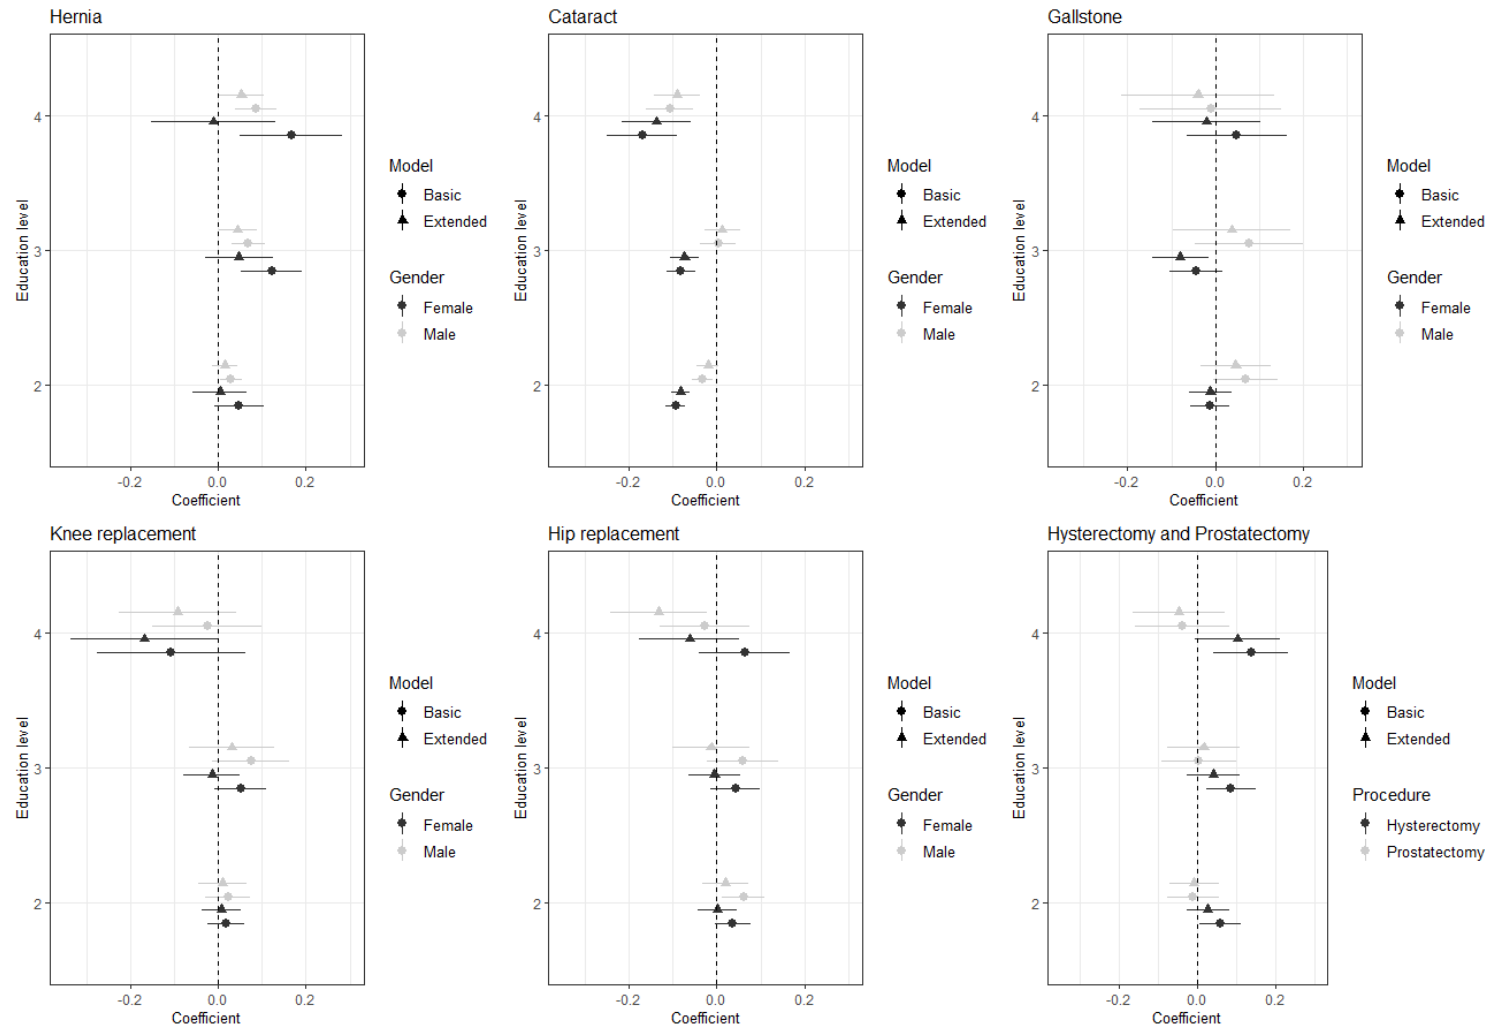 Hernia
Education level
4
3
2
-0.2 0.0 0.2
Coefficient
Model
Basic
Extended
Gender
Female
Male
Cataract
Education level
4
3
2
-0.2 0.0 0.2
Coefficient
Model
Basic
Extended
Gender
Female
Male
Gallstone
Education level
4
3
2
-0.2 0.0 0.2
Coefficient
Model
Basic
Extended
Gender
Female
Male
Knee replacement
Education level
4
3
2
-0.2 0.0 0.2
Coefficient
Model
Basic
Extended
Gender
Female
Male
Hip replacement
Education level
4
3
2
-0.2 0.0 0.2
Coefficient
Model
Basic
Extended
Gender
Female
Male
Hysterectomy and Prostatectomy
Education level
4
3
2
-0.2 0.0 0.2
Coefficient
Model
Basic
Extended
Procedure
Hysterectomy
Prostatectomy